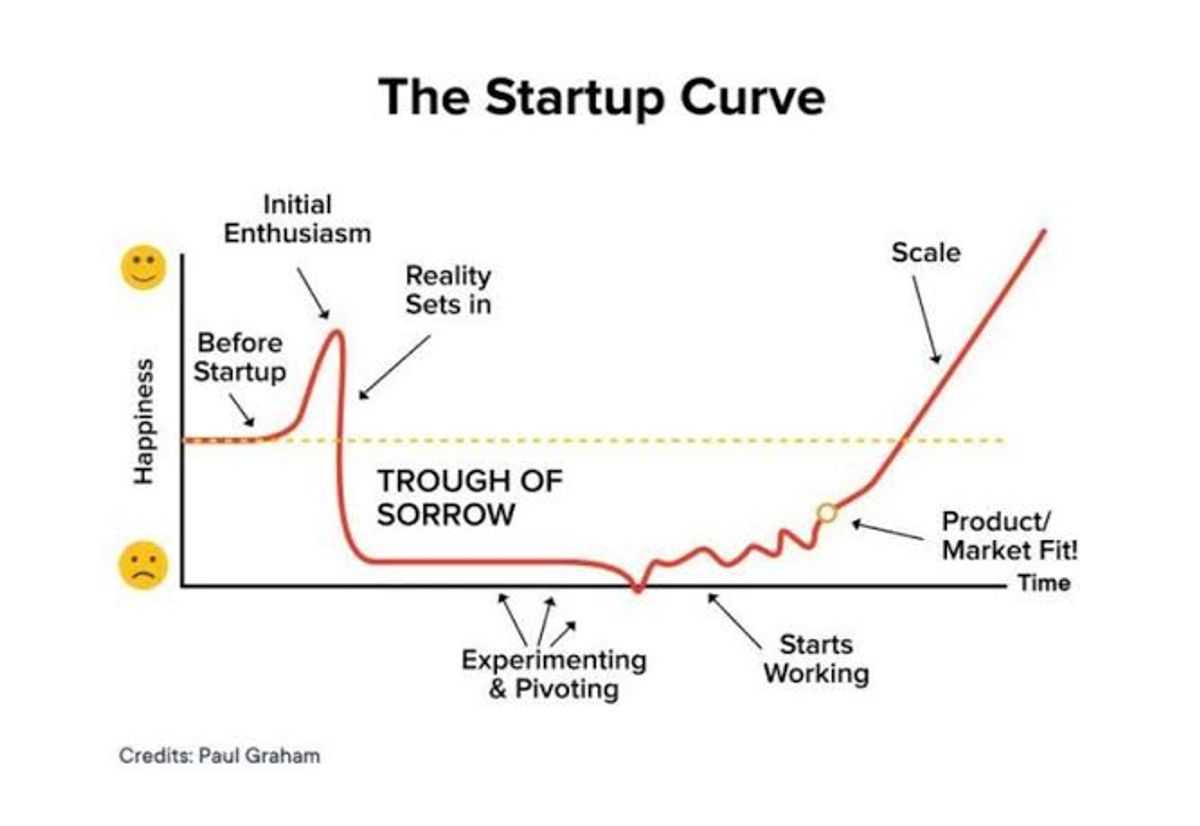 The Startup Curve
Initial
Enthusiasm
Reality
Sets in
Scale
Before
Startup
Happiness
TROUGH OF
SORROW
Product/
Market Fit!
Time
Experimenting
& Pivoting
Starts
Working
Credits: Paul Graham